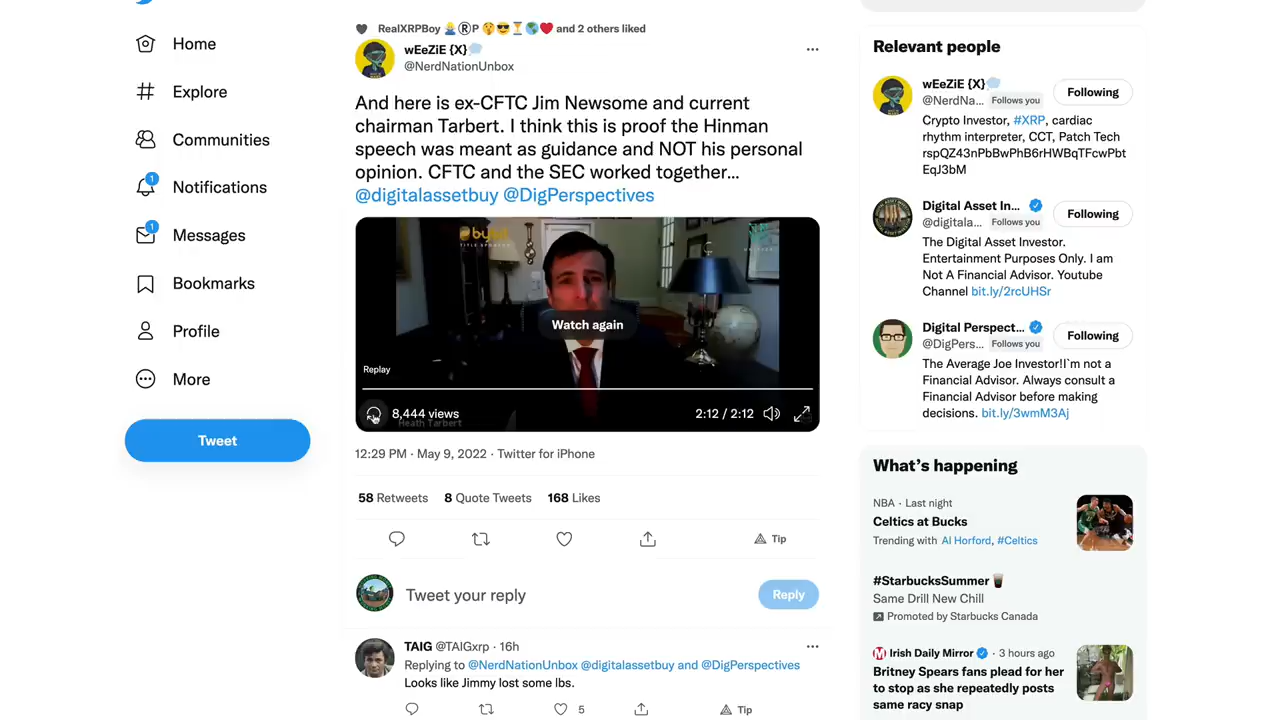 Home
Explore
Communities
1
Notifications
1
Messages
Bookmarks
Profile
More
Tweet
RealXRPBoy 🤷‍♂️ⓇP 🤫😎⏳🌎❤️ and 2 others liked
wEeZiE {X}💭
@NerdNationUnbox
And here is ex-CFTC Jim Newsome and current
chairman Tarbert. I think this is proof the Hinman
speech was meant as guidance and NOT his personal
opinion. CFTC and the SEC worked together...
@digitalassetbuy @DigPerspectives
TITLE SPONSOR
Watch again
Replay
8,444 views
2:12 / 2:12
Heath Tarbert
12:29 PM · May 9, 2022 · Twitter for iPhone
58 Retweets 8 Quote Tweets 168 Likes
Tip
Tweet your reply
Reply
TAIG @TAIGxrp · 16h
Replying to @NerdNationUnbox @digitalassetbuy and @DigPerspectives
Looks like Jimmy lost some lbs.
5
Tip
Relevant people
wEeZiE {X}💭
@NerdNa... Follows you
Following
Crypto Investor, #XRP, cardiac
rhythm interpreter, CCT, Patch Tech
rspQZ43nPbBwPhB6rHWBqTFcwPbt
EqJ3bM
Digital Asset In...
@digitala... Follows you
Following
The Digital Asset Investor.
Entertainment Purposes Only. I am
Not A Financial Advisor. Youtube
Channel bit.ly/2rcUHSr
Digital Perspect...
@DigPers... Follows you
Following
The Average Joe Investor!I`m not a
Financial Advisor. Always consult a
Financial Advisor before making
decisions. bit.ly/3wmM3Aj
What's happening
NBA · Last night
Celtics at Bucks
Trending with Al Horford, #Celtics
#StarbucksSummer
Same Drill New Chill
Promoted by Starbucks Canada
Irish Daily Mirror · 3 hours ago
Britney Spears fans plead for her
to stop as she repeatedly posts
same racy snap